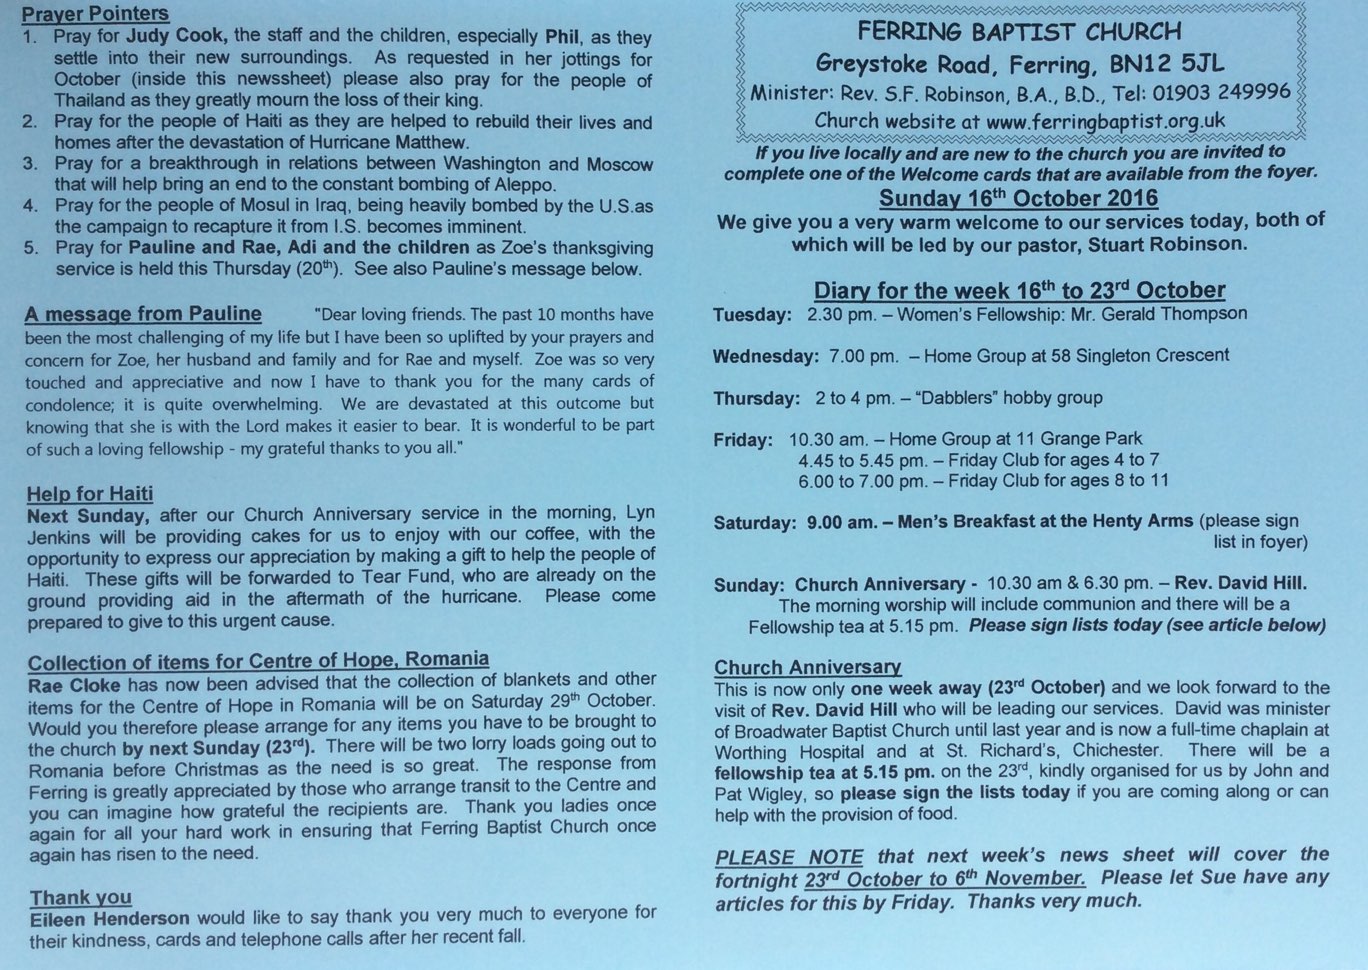 Prayer Pointers
1. Pray for Judy Cook, the staff and the children, especially Phil, as they
settle into their new surroundings. As requested in her jottings for
October (inside this newssheet) please also pray for the people of
Thailand as they greatly mourn the loss of their king.
2. Pray for the people of Haiti as they are helped to rebuild their lives and
homes after the devastation of Hurricane Matthew.
3. Pray for a breakthrough in relations between Washington and Moscow
that will help bring an end to the constant bombing of Aleppo.
4. Pray for the people of Mosul in Iraq, being heavily bombed by the U.S.as
the campaign to recapture it from I.S. becomes imminent.
5. Pray for Pauline and Rae, Adi and the children as Zoe's thanksgiving
service is held this Thursday (20th). See also Pauline's message below.
A message from Pauline "Dear loving friends. The past 10 months have
been the most challenging of my life but I have been so uplifted by your prayers and
concern for Zoe, her husband and family and for Rae and myself. Zoe was so very
touched and appreciative and now I have to thank you for the many cards of
condolence; it is quite overwhelming. We are devastated at this outcome but
knowing that she is with the Lord makes it easier to bear. It is wonderful to be part
of such a loving fellowship - my grateful thanks to you all."
Help for Haiti
Next Sunday, after our Church Anniversary service in the morning, Lyn
Jenkins will be providing cakes for us to enjoy with our coffee, with the
opportunity to express our appreciation by making a gift to help the people of
Haiti. These gifts will be forwarded to Tear Fund, who are already on the
ground providing aid in the aftermath of the hurricane. Please come
prepared to give to this urgent cause.
Collection of items for Centre of Hope, Romania
Rae Cloke has now been advised that the collection of blankets and other
items for the Centre of Hope in Romania will be on Saturday 29th October.
Would you therefore please arrange for any items you have to be brought to
the church by next Sunday (23rd). There will be two lorry loads going out to
Romania before Christmas as the need is so great. The response from
Ferring is greatly appreciated by those who arrange transit to the Centre and
you can imagine how grateful the recipients are. Thank you ladies once
again for all your hard work in ensuring that Ferring Baptist Church once
again has risen to the need.
Thank you
Eileen Henderson would like to say thank you very much to everyone for
their kindness, cards and telephone calls after her recent fall.
FERRING BAPTIST CHURCH
Greystoke Road, Ferring, BN12 5JL
Minister: Rev. S.F. Robinson, B.A., B.D., Tel: 01903 249996
Church website at www.ferringbaptist.org.uk
If you live locally and are new to the church you are invited to
complete one of the Welcome cards that are available from the foyer.
Sunday 16th October 2016
We give you a very warm welcome to our services today, both of
which will be led by our pastor, Stuart Robinson.
Diary for the week 16th to 23rd October
Tuesday: 2.30 pm. – Women's Fellowship: Mr. Gerald Thompson
Wednesday: 7.00 pm. – Home Group at 58 Singleton Crescent
Thursday: 2 to 4 pm. – "Dabblers" hobby group
Friday: 10.30 am. – Home Group at 11 Grange Park
4.45 to 5.45 pm. – Friday Club for ages 4 to 7
6.00 to 7.00 pm. – Friday Club for ages 8 to 11
Saturday: 9.00 am. – Men's Breakfast at the Henty Arms (please sign
list in foyer)
Sunday: Church Anniversary - 10.30 am & 6.30 pm. – Rev. David Hill.
The morning worship will include communion and there will be a
Fellowship tea at 5.15 pm. Please sign lists today (see article below)
Church Anniversary
This is now only one week away (23rd October) and we look forward to the
visit of Rev. David Hill who will be leading our services. David was minister
of Broadwater Baptist Church until last year and is now a full-time chaplain at
Worthing Hospital and at St. Richard's, Chichester. There will be a
fellowship tea at 5.15 pm. on the 23rd, kindly organised for us by John and
Pat Wigley, so please sign the lists today if you are coming along or can
help with the provision of food.
PLEASE NOTE that next week's news sheet will cover the
fortnight 23rd October to 6th November. Please let Sue have any
articles for this by Friday. Thanks very much.